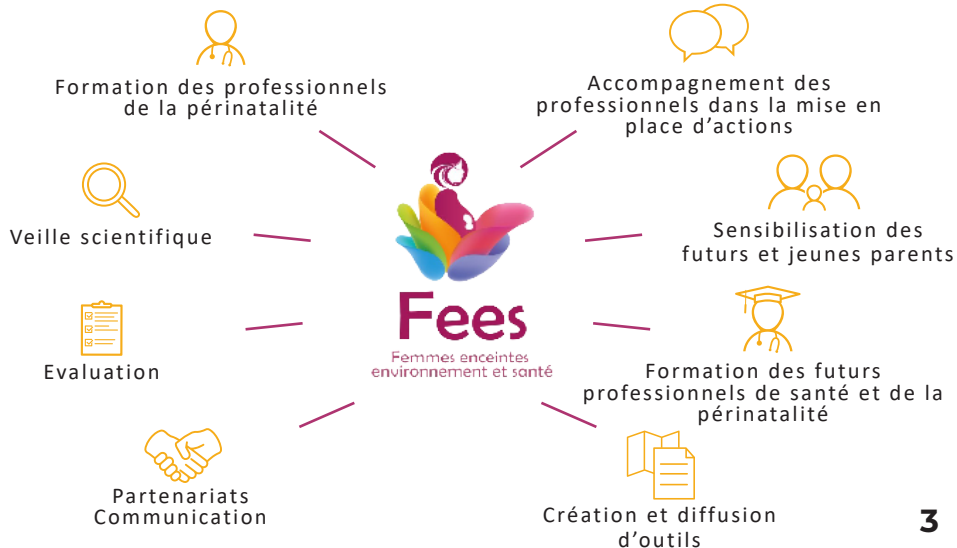 Formation des professionnels
de la périnatalité
Accompagnement des
professionnels dans la mise en
place d’actions
Veille scientifique
Sensibilisation des
futurs et jeunes parents
Fees
Femmes enceintes
environnement et santé
Evaluation
Formation des futurs
professionnels de santé et de la
périnatalité
Partenariats
Communication
Création et diffusion
d’outils
3